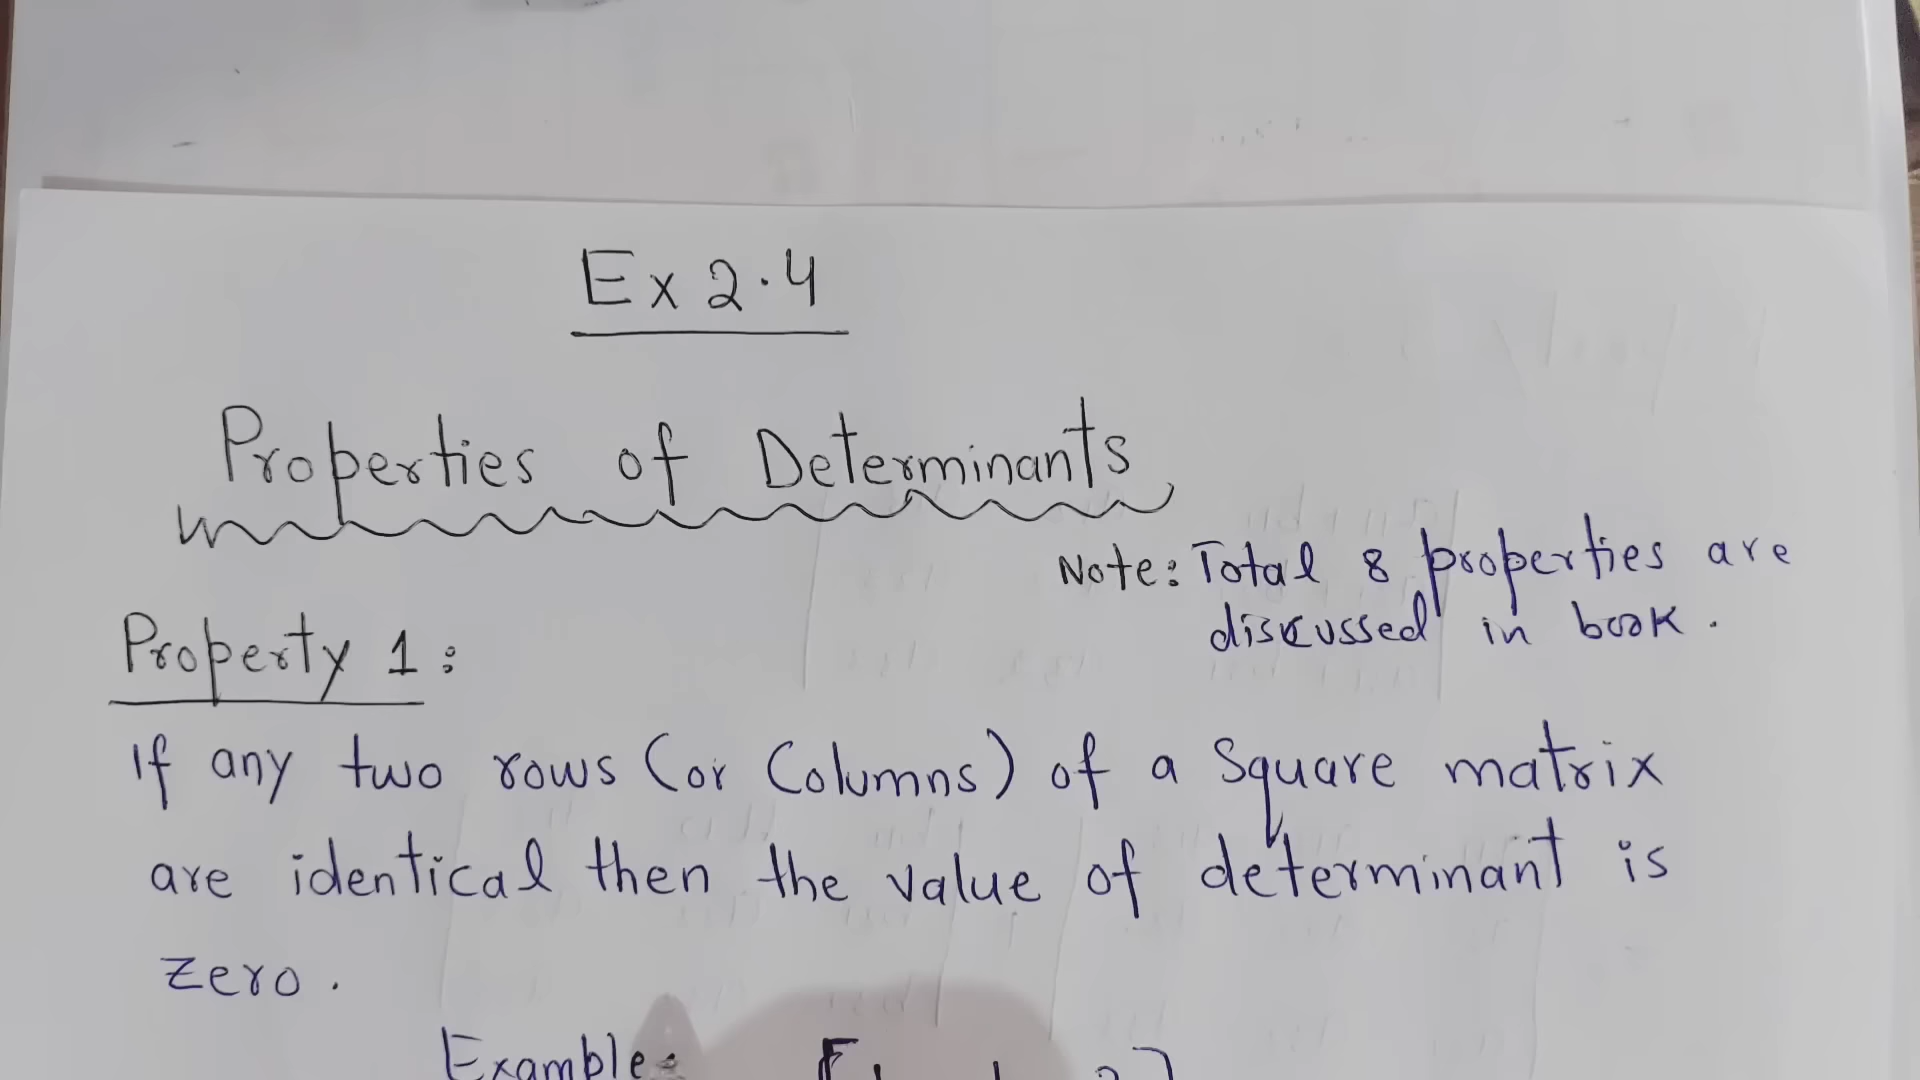 Ex 2.4
Properties of Determinants
Note: Total 8 properties are
discussed in book.
Property 1:
If any two rows (or Columns) of a Square matrix
are identical then the value of determinant is
zero.
Example: